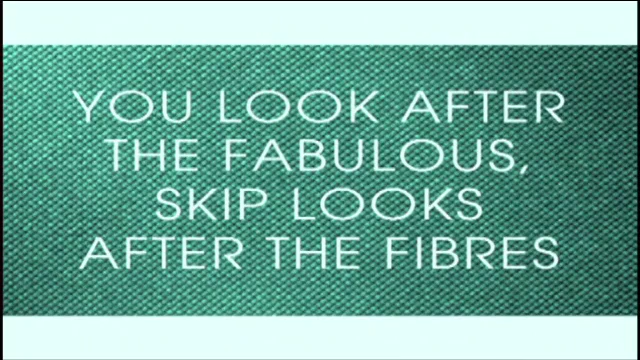 YOU LOOK AFTER
THE FABULOUS,
SKIP LOOKS
AFTER THE FIBRES